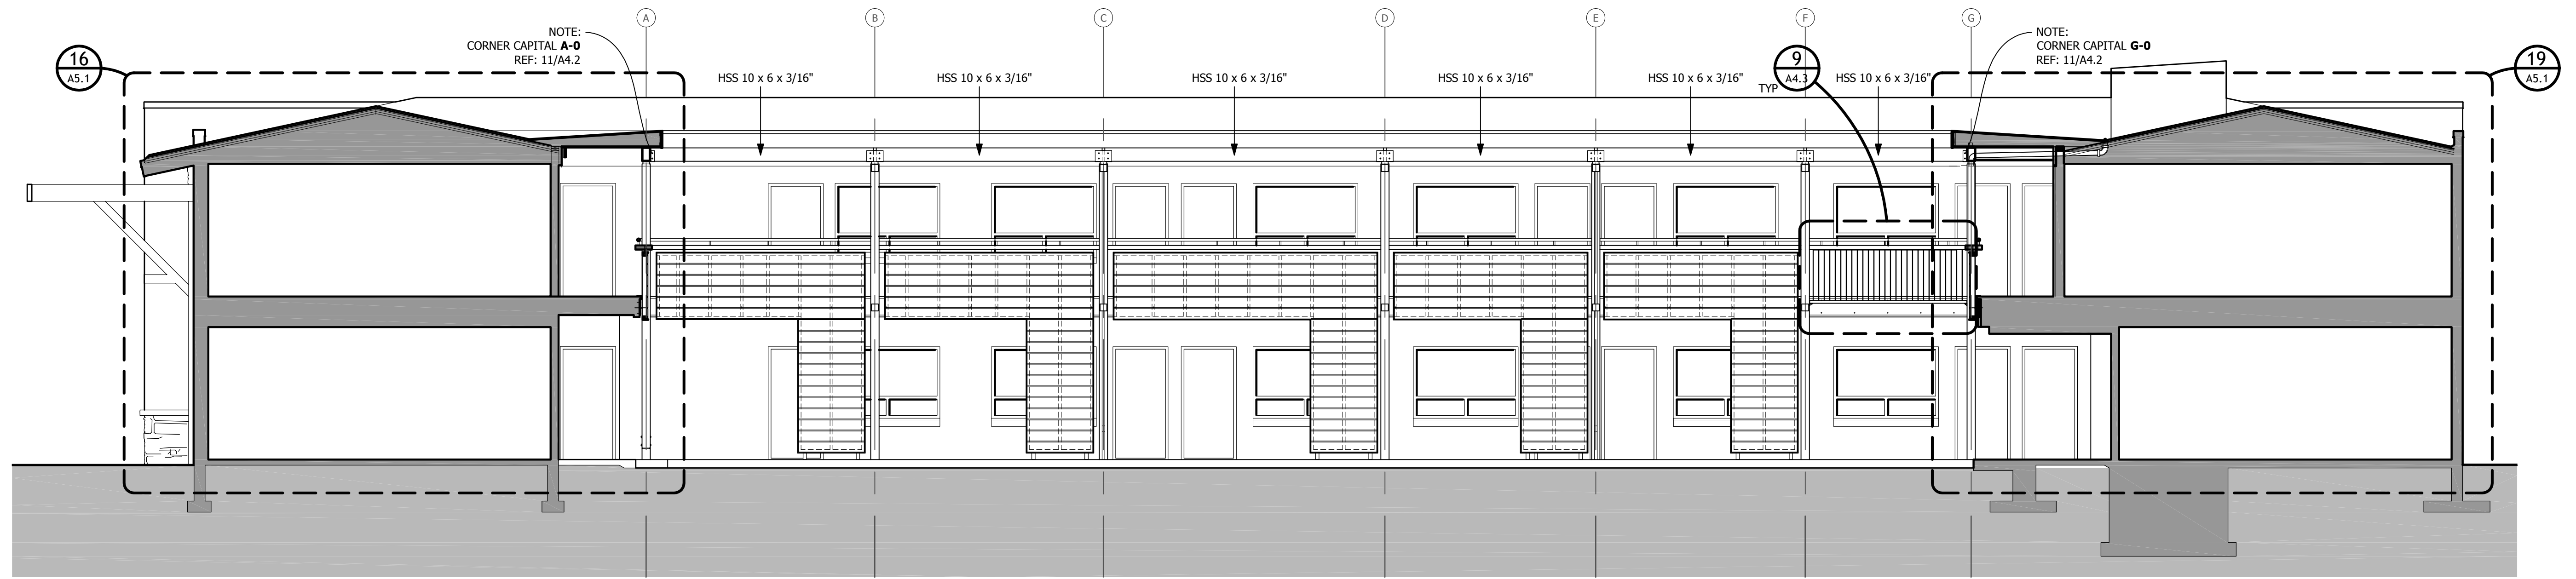 A
B
C
D
E
F
G
NOTE:
CORNER CAPITAL A-0
REF: 11/A4.2
NOTE:
CORNER CAPITAL G-0
REF: 11/A4.2
16
A5.1
9
A4.3
TYP
19
A5.1
HSS 10 x 6 x 3/16"
HSS 10 x 6 x 3/16"
HSS 10 x 6 x 3/16"
HSS 10 x 6 x 3/16"
HSS 10 x 6 x 3/16"
HSS 10 x 6 x 3/16"